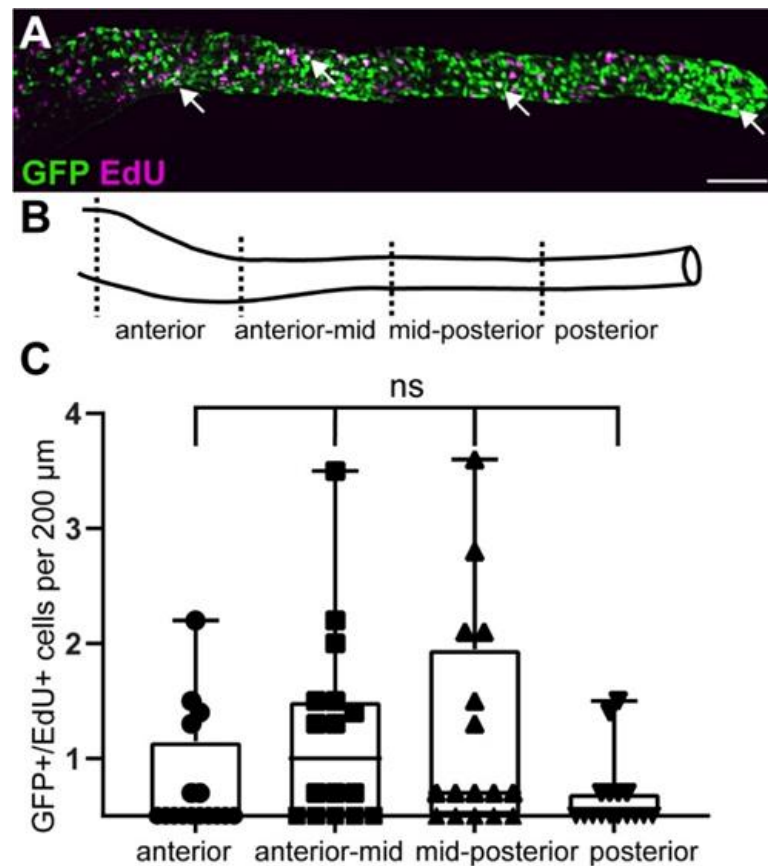 A
GFP EdU
B
anterior anterior-mid mid-posterior posterior
C
ns
GFP+/EdU+ cells per 200 µm
4
3
2
1
anterior anterior-mid mid-posterior posterior